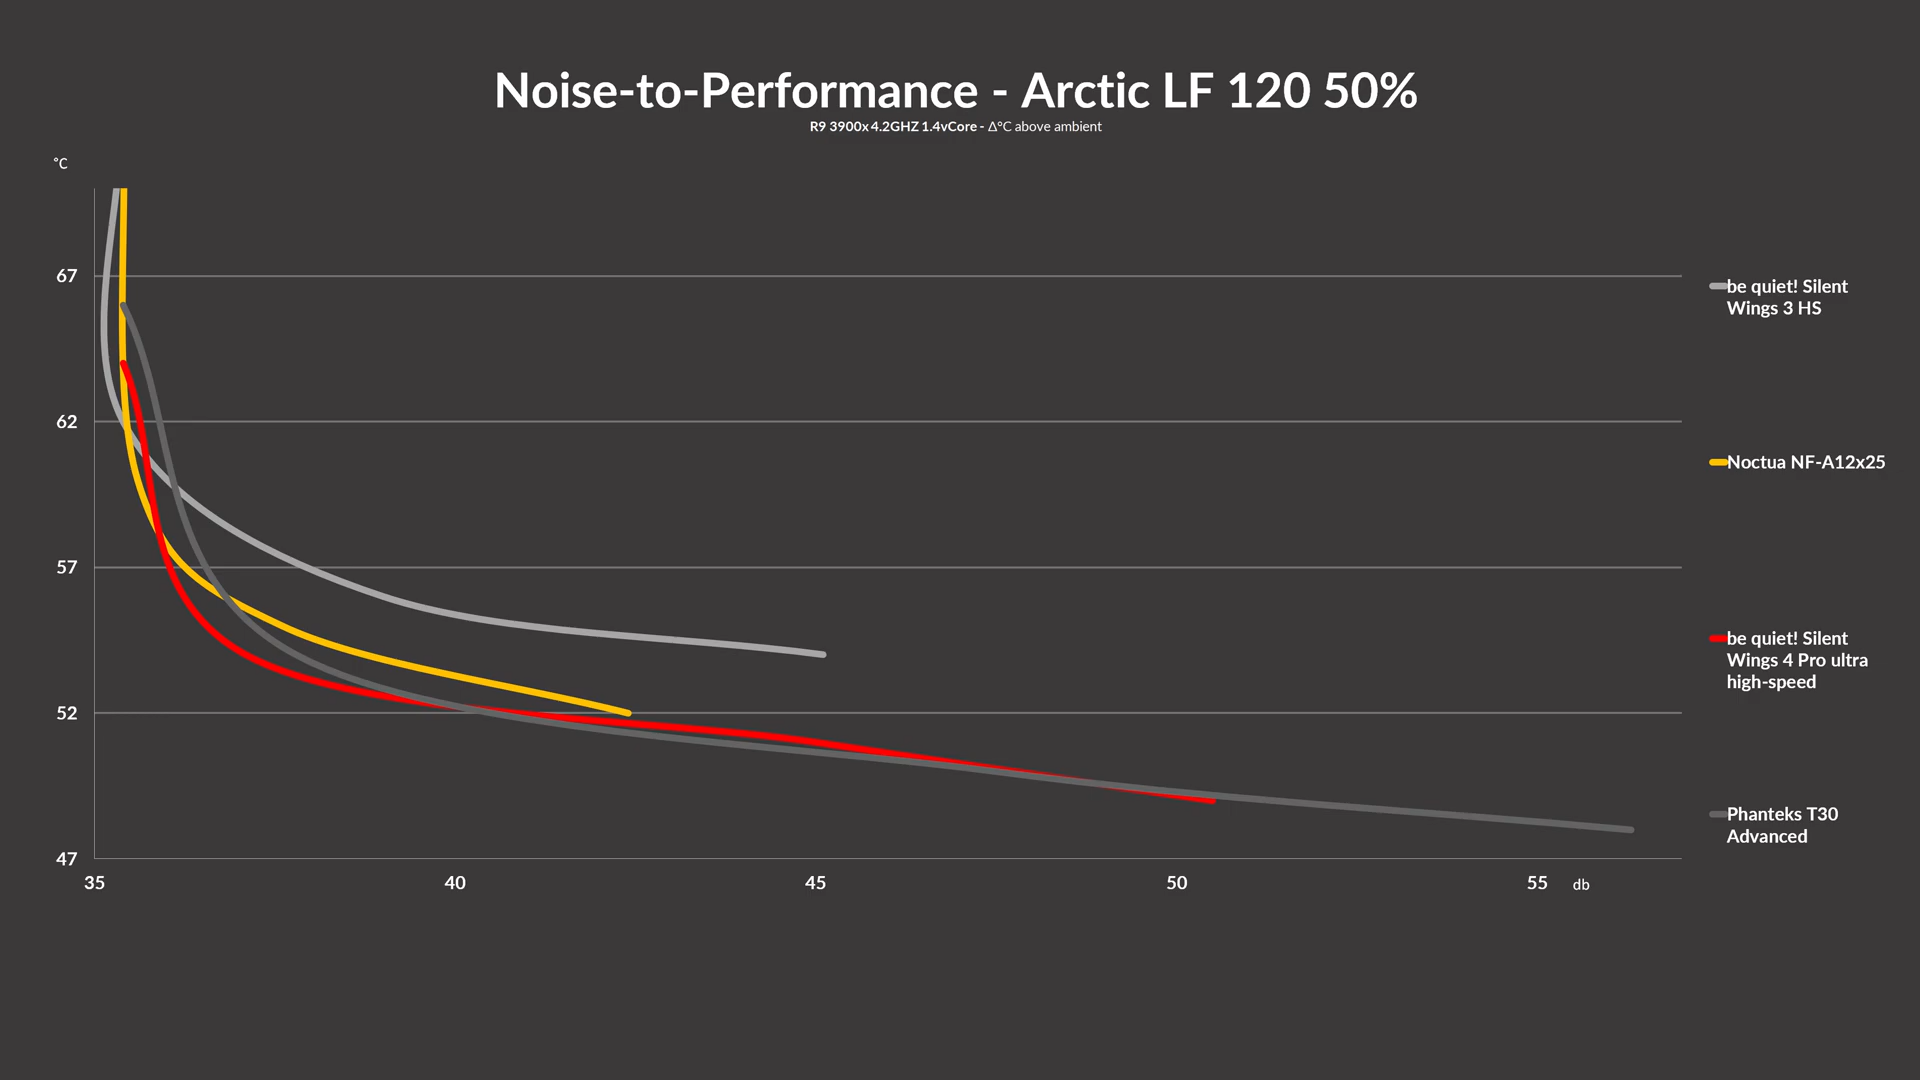 Noise-to-Performance - Arctic LF 120 50%
R9 3900x 4.2GHZ 1.4vCore - Δ°C above ambient
°C
67
62
57
52
47
35 40 45 50 55 db
be quiet! Silent
Wings 3 HS
Noctua NF-A12x25
be quiet! Silent
Wings 4 Pro ultra
high-speed
Phanteks T30
Advanced